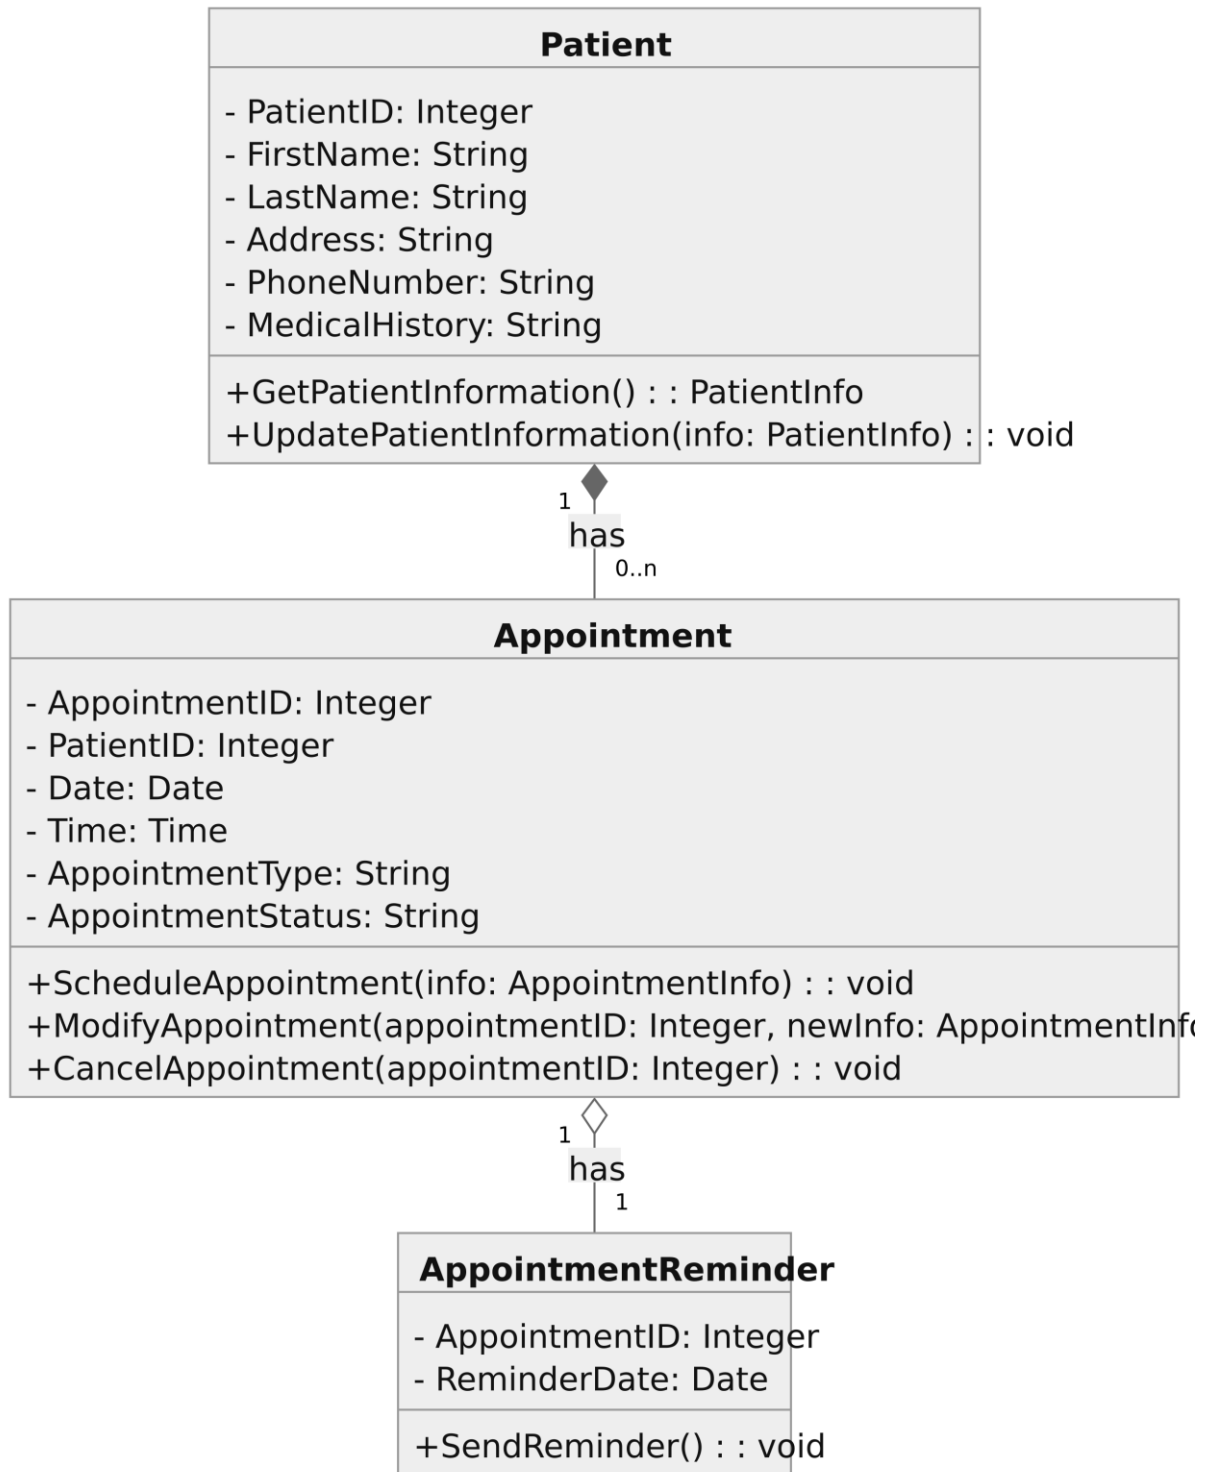 Patient
- PatientID: Integer
- FirstName: String
- LastName: String
- Address: String
- PhoneNumber: String
- MedicalHistory: String
+GetPatientInformation() : : PatientInfo
+UpdatePatientInformation(info: PatientInfo) : : void
1
has
0..n
Appointment
- AppointmentID: Integer
- PatientID: Integer
- Date: Date
- Time: Time
- AppointmentType: String
- AppointmentStatus: String
+ScheduleAppointment(info: AppointmentInfo) : : void
+ModifyAppointment(appointmentID: Integer, newInfo: AppointmentInfo
+CancelAppointment(appointmentID: Integer) : : void
1
has
1
AppointmentReminder
- AppointmentID: Integer
- ReminderDate: Date
+SendReminder() : : void